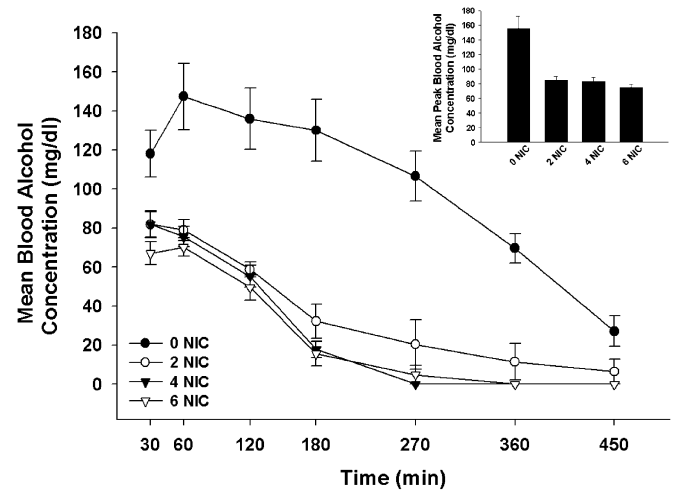 Mean Peak Blood Alcohol
Concentration (mg/dl)
180
160
140
120
100
80
60
40
20
0
0 NIC
2 NIC
4 NIC
6 NIC
Mean Blood Alcohol
Concentration (mg/dl)
180
160
140
120
100
80
60
40
20
0
0 NIC
2 NIC
4 NIC
6 NIC
30 60 120 180 270 360 450
Time (min)